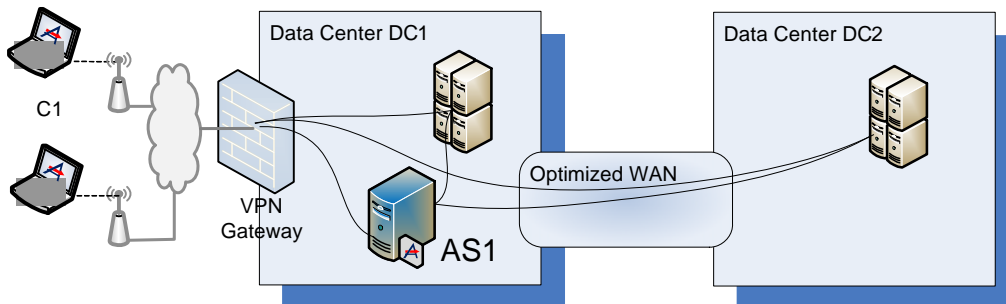 Data Center DC1
Data Center DC2
C1
Optimized WAN
VPN
Gateway
AS1